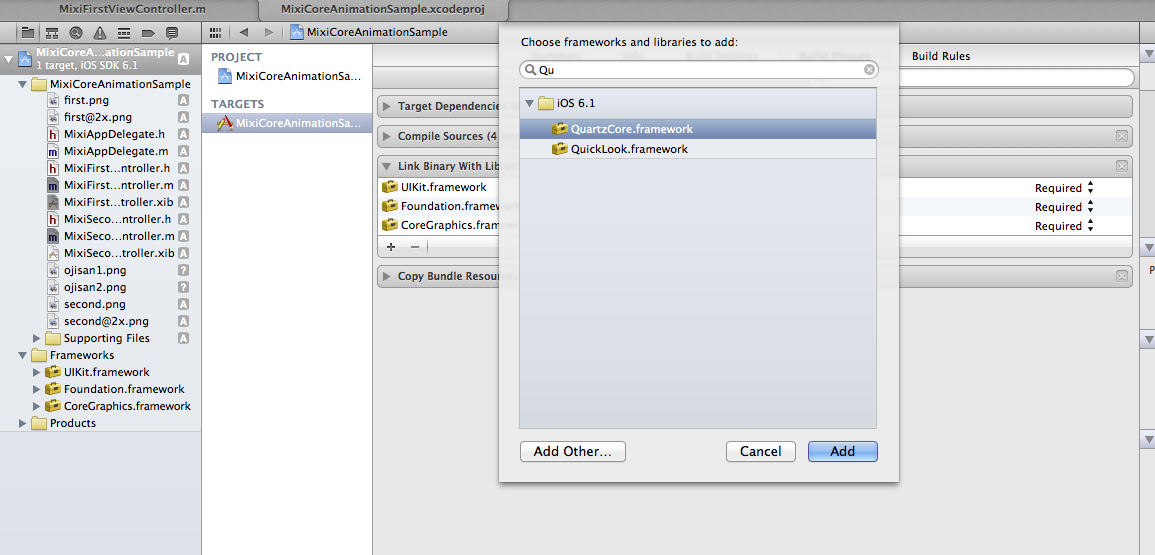 MixiFirstViewController.m
MixiCoreAnimationSample.xcodeproj
MixiCoreAnimationSample
MixiCoreA...ationSample A
1 target, iOS SDK 6.1
MixiCoreAnimationSample
first.png A
first@2x.png A
MixiAppDelegate.h A
MixiAppDelegate.m A
MixiFirst...ntroller.h A
MixiFirst...ntroller.m A
MixiFirst...troller.xib A
MixiSeco...ntroller.h A
MixiSeco...ntroller.m A
MixiSeco...troller.xib A
ojisan1.png ?
ojisan2.png ?
second.png A
second@2x.png A
Supporting Files A
Frameworks
UIKit.framework
Foundation.framework
CoreGraphics.framework
Products
PROJECT
MixiCoreAnimationSa...
TARGETS
MixiCoreAnimationSa...
Build Rules
Target Dependencies
Compile Sources (4
Link Binary With Libr
UIKit.framework Required
Foundation.framew Required
CoreGraphics.fram Required
+ −
Copy Bundle Resour
Choose frameworks and libraries to add:
Qu
iOS 6.1
QuartzCore.framework
QuickLook.framework
Add Other...
Cancel
Add
P